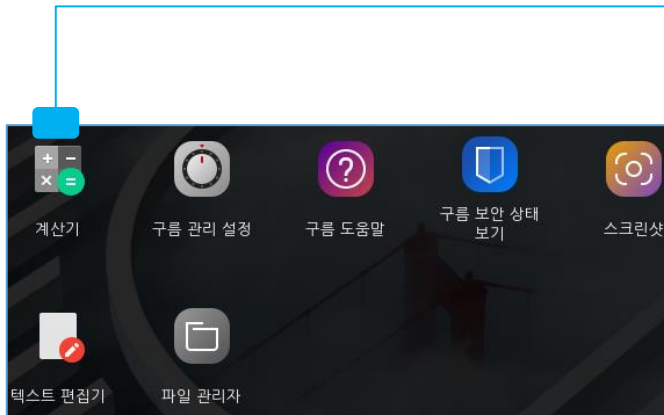 계산기
구름 관리 설정
구름 도움말
구름 보안 상태
보기
스크린샷
텍스트 편집기
파일 관리자